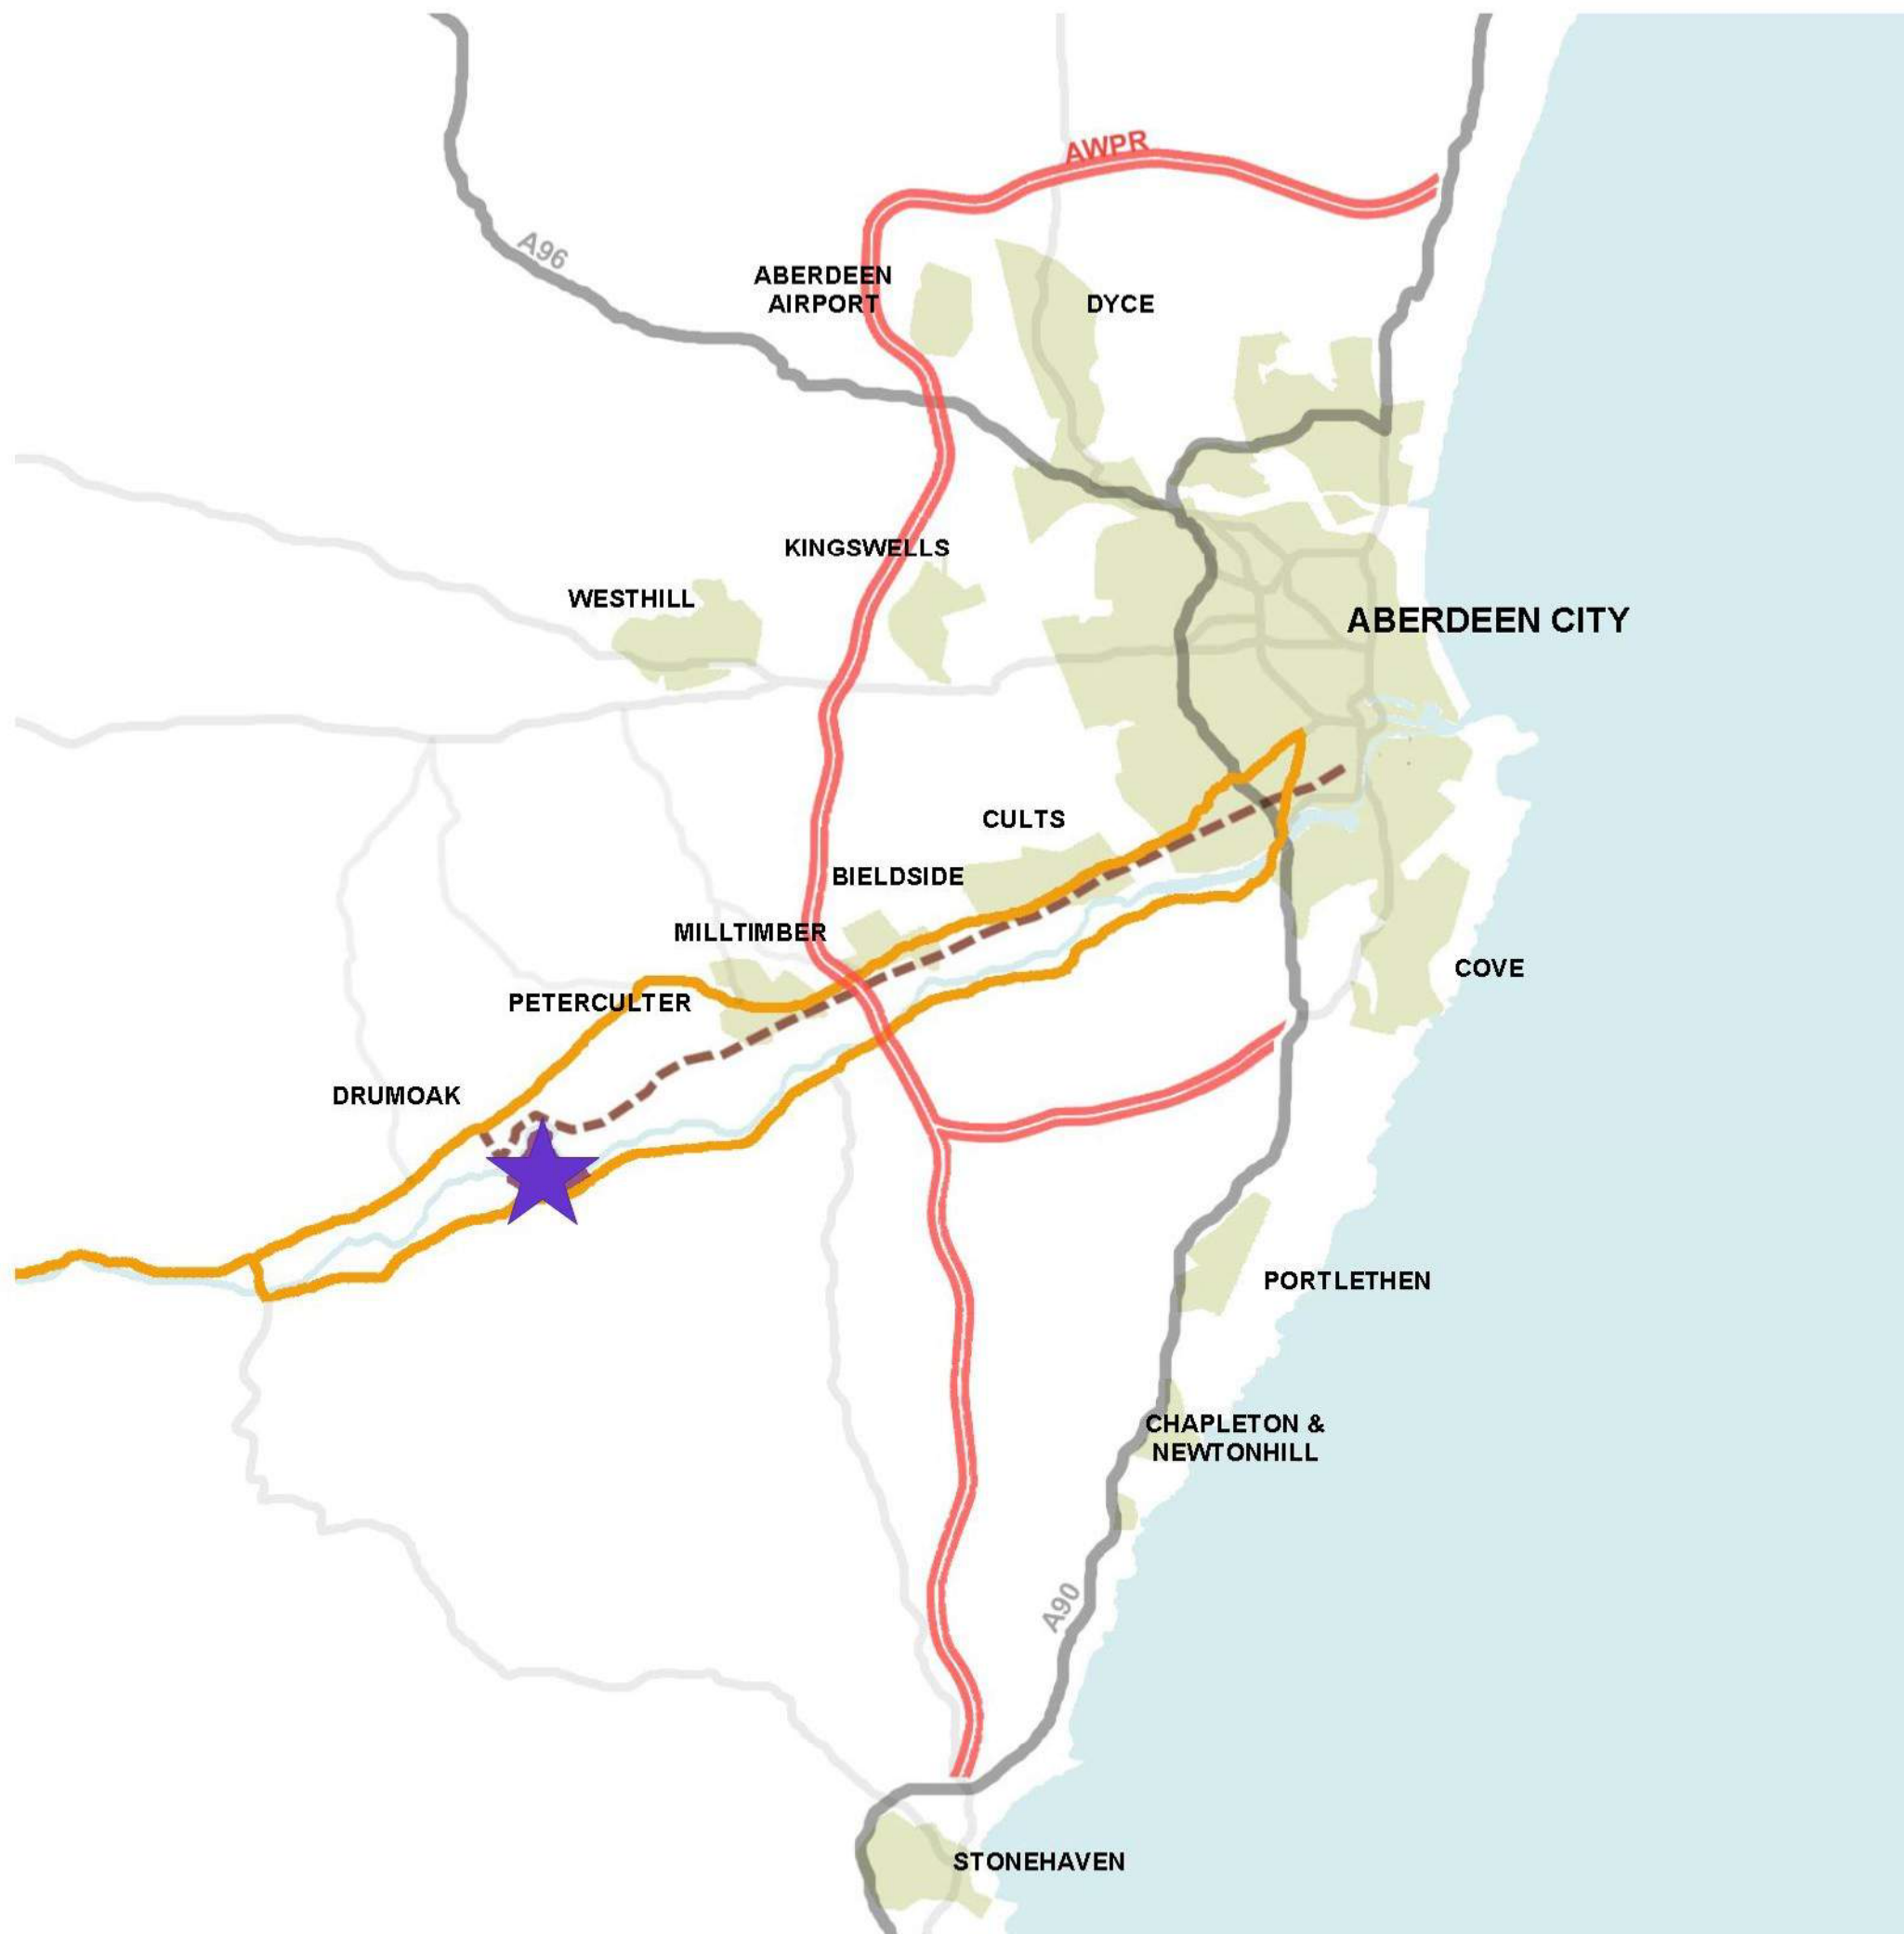 AWPR
A96
ABERDEEN
AIRPORT
DYCE
KINGSWELLS
WESTHILL
ABERDEEN CITY
CULTS
BIELDSIDE
MILLTIMBER
COVE
PETERCULTER
DRUMOAK
PORTLETHEN
CHAPLETON &
NEWTONHILL
A90
STONEHAVEN